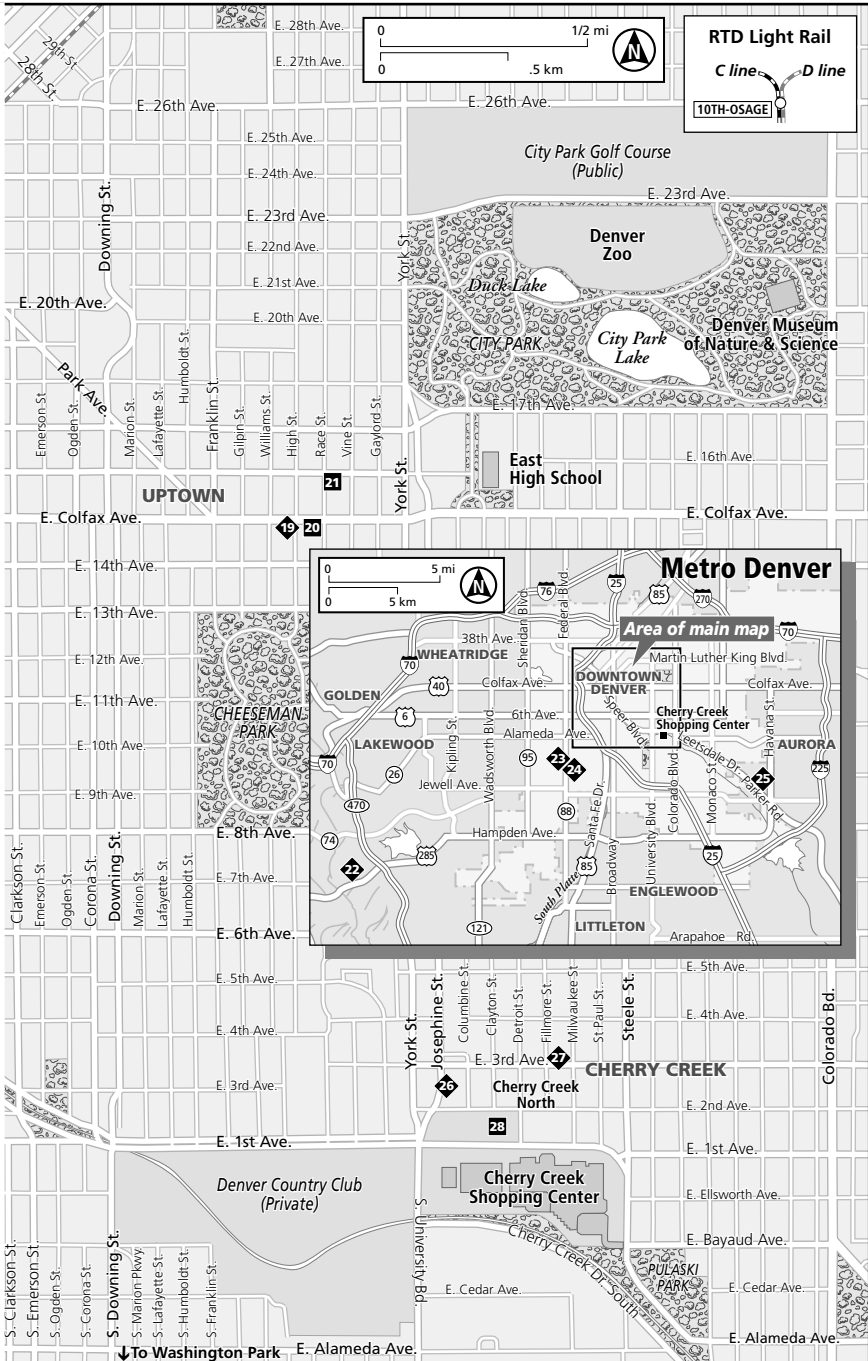 E. 28th Ave.
29th St
28th St.
E. 27th Ave.
0 1/2 mi
0 .5 km
N
RTD Light Rail
C line
D line
10TH-OSAGE
E. 26th Ave.
E. 26th Ave.
E. 25th Ave.
City Park Golf Course
(Public)
E. 24th Ave.
E. 23rd Ave.
E. 23rd Ave.
Downing St.
York St.
E. 22nd Ave.
Denver
Zoo
E. 21st Ave.
Duck Lake
E. 20th Ave.
E. 20th Ave.
CITY PARK
City Park
Lake
Denver Museum
of Nature & Science
Park Ave.
E. 17th Ave.
Emerson St.
Ogden St.
Marion St.
Lafayette St.
Humboldt St.
Franklin St.
Gilpin St.
Williams St.
High St.
Race St.
Vine St.
Gaylord St.
York St.
East
High School
E. 16th Ave.
UPTOWN
21
E. Colfax Ave.
19
20
E. Colfax Ave.
E. 14th Ave.
E. 13th Ave.
E. 12th Ave.
E. 11th Ave.
CHEESEMAN
PARK
E. 10th Ave.
E. 9th Ave.
E. 8th Ave.
E. 7th Ave.
E. 6th Ave.
Clarkson St.
Emerson St.
Ogden St.
Corona St.
Downing St.
Marion St.
Lafayette St.
Humboldt St.
0 5 mi
0 5 km
N
Metro Denver
76
Federal Blvd.
25
85
270
Area of main map
70
Sheridan Blvd.
38th Ave.
WHEATRIDGE
70
Martin Luther King Blvd.
DOWNTOWN
DENVER
40
Colfax Ave.
Colfax Ave.
GOLDEN
6
6th Ave.
Speer Blvd.
Cherry Creek
Shopping Center
Havana St.
LAKEWOOD
Kipling St.
Wadsworth Blvd.
Alameda Ave.
Leetsdale Dr.
AURORA
70
26
95
23
24
Colorado Blvd.
Monaco St.
Parker Rd.
25
225
Jewell Ave.
470
88
Santa Fe Dr.
University Blvd.
74
Hampden Ave.
285
85
Broadway
25
22
South Platte
ENGLEWOOD
121
LITTLETON
Arapahoe Rd.
E. 5th Ave.
E. 5th Ave.
York St.
Josephine St.
Columbine St.
Clayton St.
Detroit St.
Fillmore St.
Milwaukee St
St.Paul St.
Steele St.
Colorado Bd.
E. 4th Ave.
E. 4th Ave.
E. 3rd Ave.
27
CHERRY CREEK
E. 3rd Ave.
26
Cherry Creek
North
E. 2nd Ave.
28
E. 1st Ave.
E. 1st Ave.
Denver Country Club
(Private)
Cherry Creek
Shopping Center
E. Ellsworth Ave.
S. University Bd.
E. Bayaud Ave.
Cherry Creek Dr. South
PULASKI
PARK
S. Clarkson St.
S. Emerson St.
S. Ogden St.
S. Corona St.
S. Downing St.
S. Marion Pkwy.
S. Lafayette St.
S. Humboldt St.
S. Franklin St.
E. Cedar Ave.
E. Cedar Ave.
↓To Washington Park
E. Alameda Ave.
E. Alameda Ave.